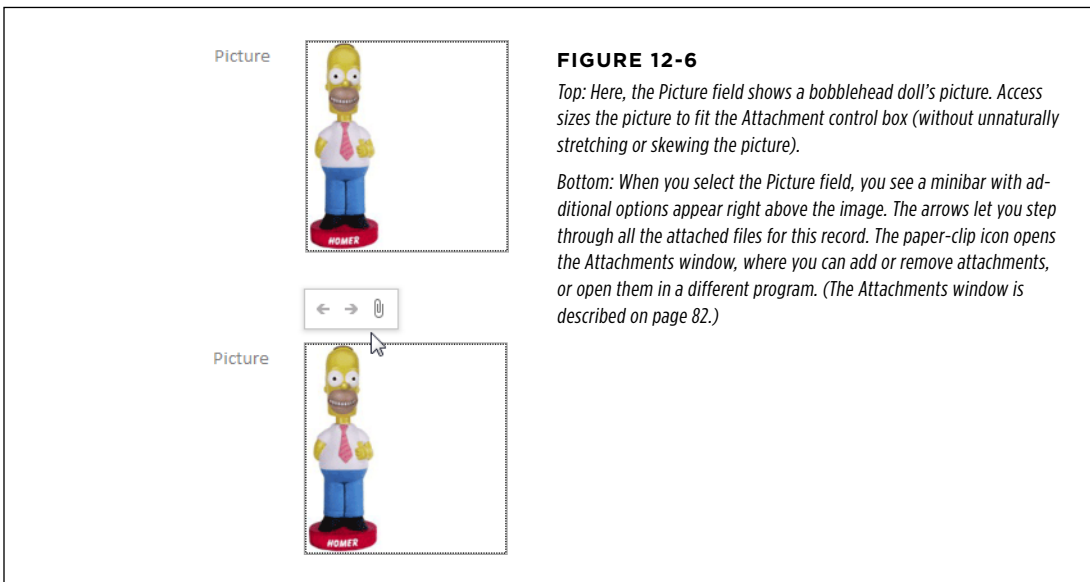 Picture
HOMER
FIGURE 12-6
Top: Here, the Picture field shows a bobblehead doll's picture. Access
sizes the picture to fit the Attachment control box (without unnaturally
stretching or skewing the picture).
Bottom: When you select the Picture field, you see a minibar with ad-
ditional options appear right above the image. The arrows let you step
through all the attached files for this record. The paper-clip icon opens
the Attachments window, where you can add or remove attachments,
or open them in a different program. (The Attachments window is
described on page 82.)
Picture
HOMER